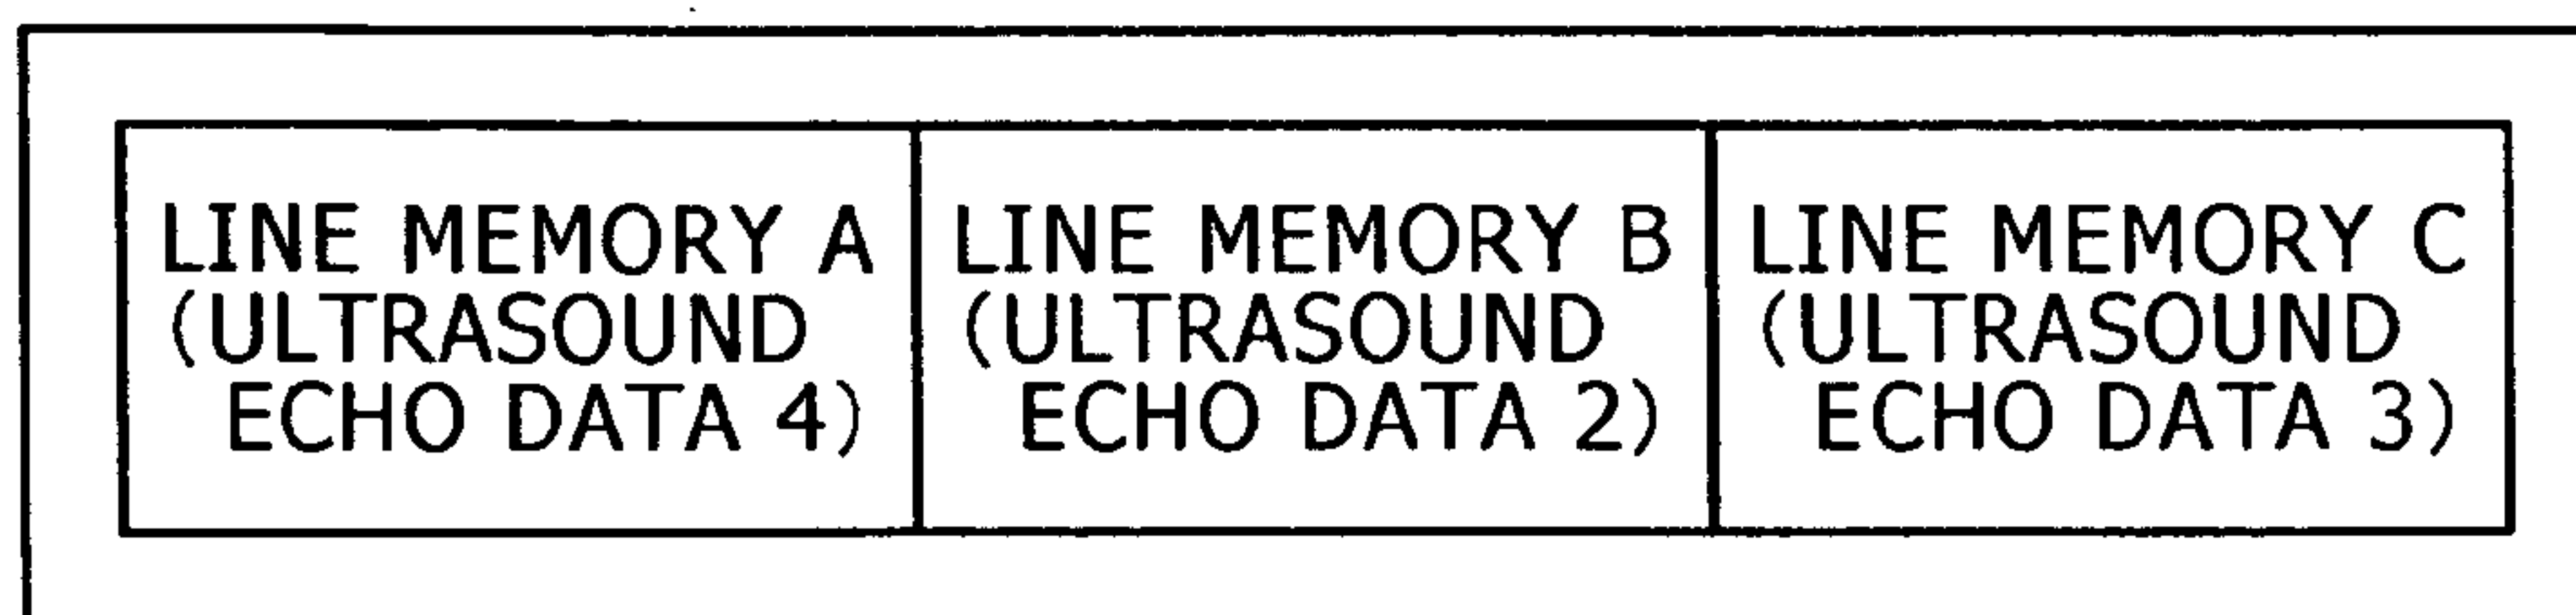 LINE MEMORY A
(ULTRASOUND
ECHO DATA 4)
LINE MEMORY B
(ULTRASOUND
ECHO DATA 2)
LINE MEMORY C
(ULTRASOUND
ECHO DATA 3)